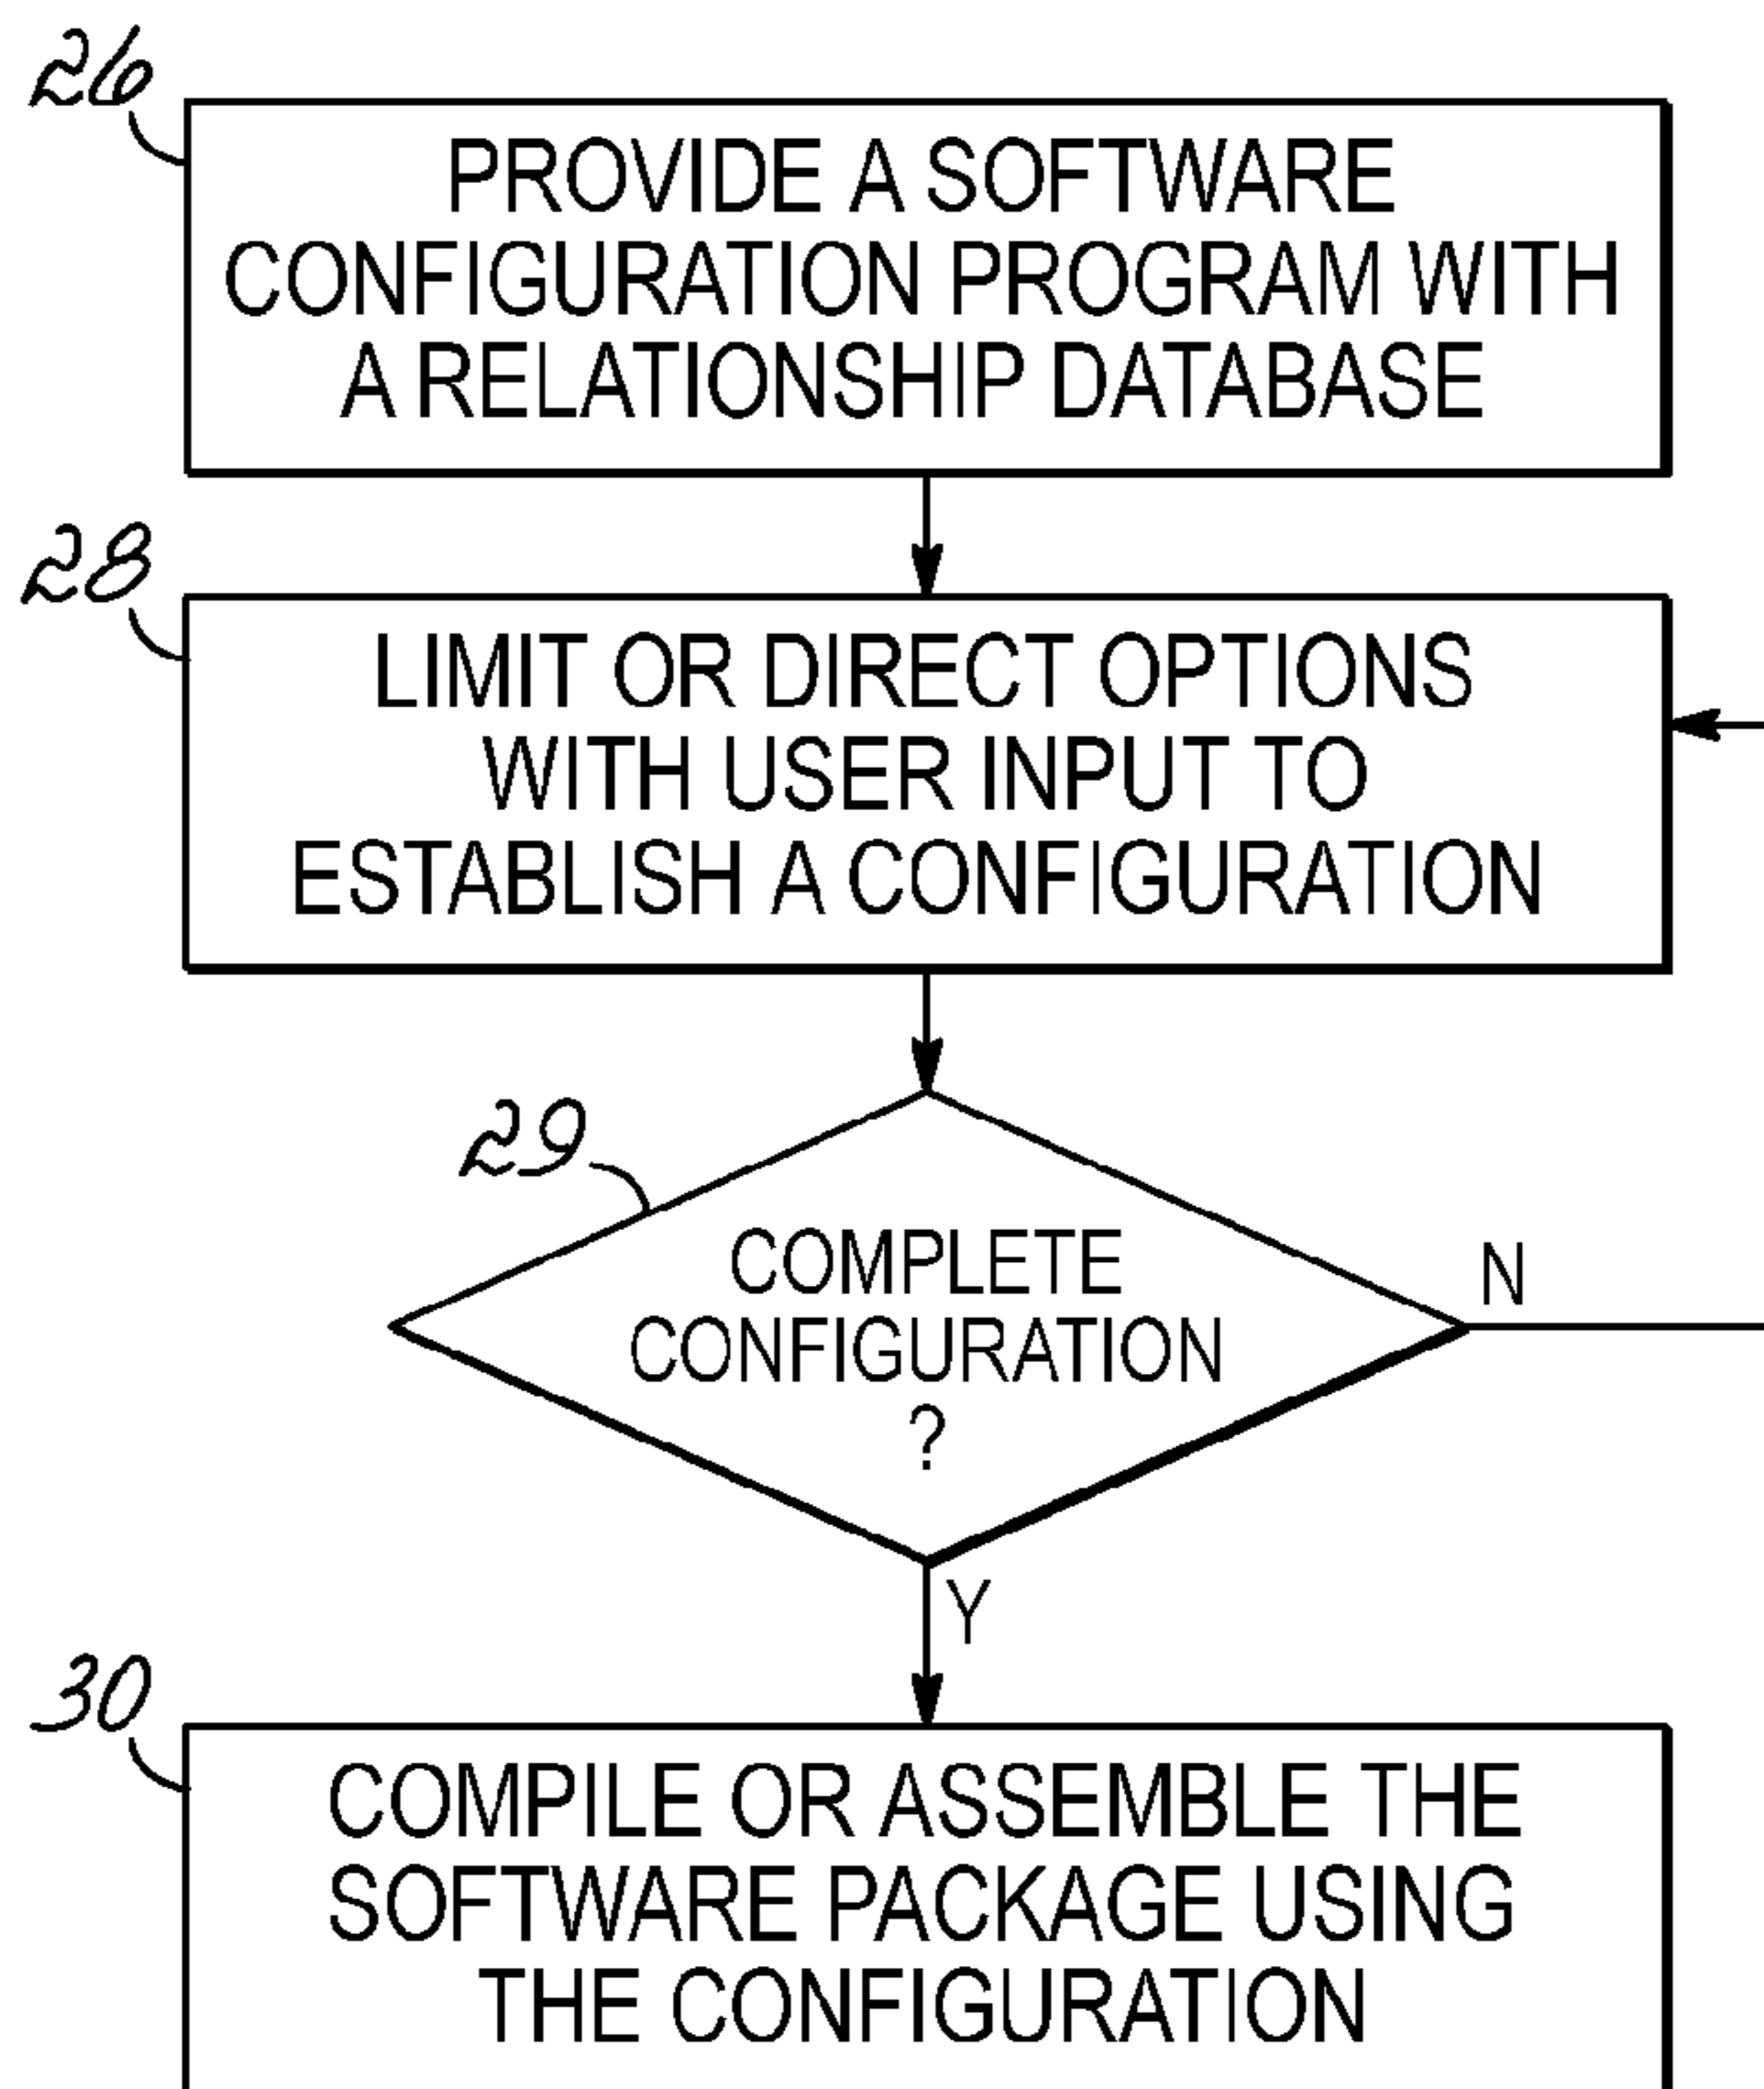 26
PROVIDE A SOFTWARE
CONFIGURATION PROGRAM WITH
A RELATIONSHIP DATABASE
28
LIMIT OR DIRECT OPTIONS
WITH USER INPUT TO
ESTABLISH A CONFIGURATION
29
COMPLETE
CONFIGURATION
?
N
Y
30
COMPILE OR ASSEMBLE THE
SOFTWARE PACKAGE USING
THE CONFIGURATION